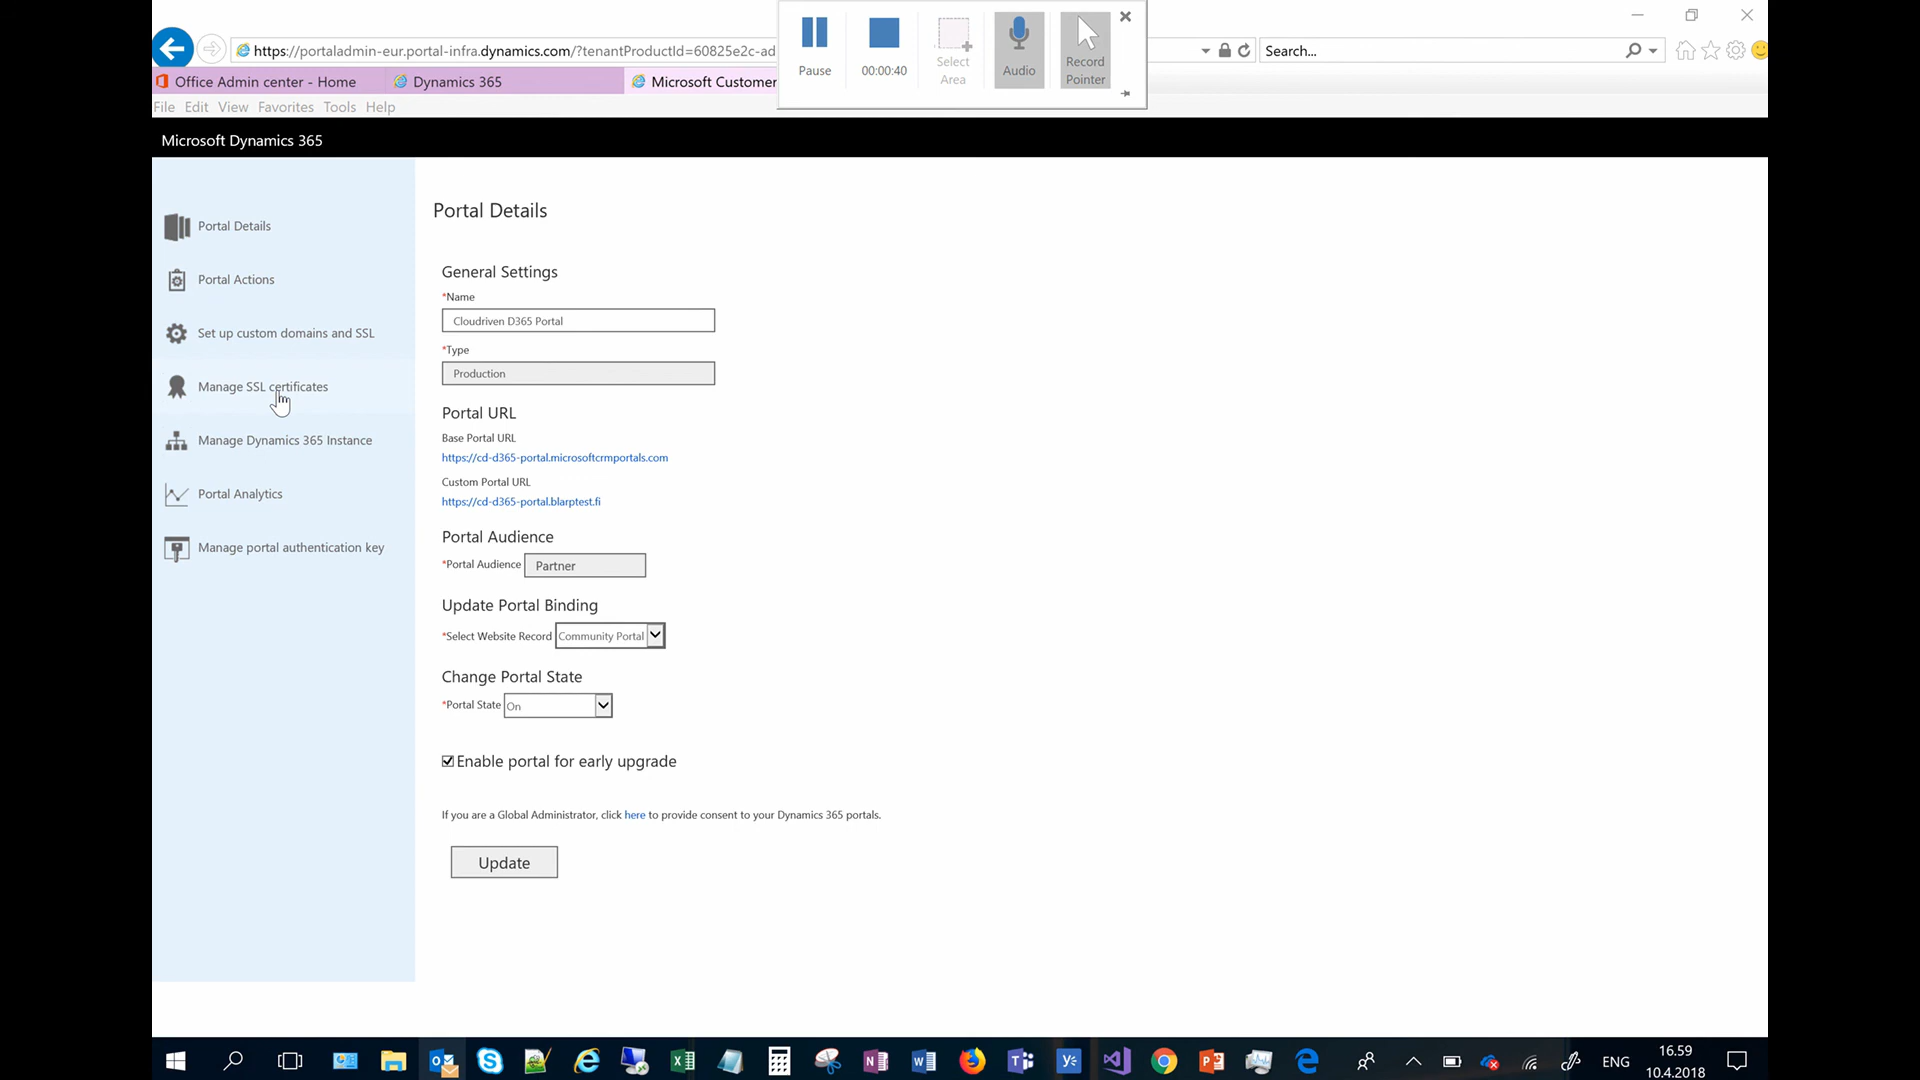 Pause
00:00:40
Select
Area
Audio
Record
Pointer
https://portaladmin-eur.portal-infra.dynamics.com/?tenantProductId=60825e2c-ad
Search...
Office Admin center - Home
Dynamics 365
Microsoft Customer
File Edit View Favorites Tools Help
Microsoft Dynamics 365
Portal Details
Portal Actions
Set up custom domains and SSL
Manage SSL certificates
Manage Dynamics 365 Instance
Portal Analytics
Manage portal authentication key
Portal Details
General Settings
*Name
Cloudriven D365 Portal
*Type
Production
Portal URL
Base Portal URL
https://cd-d365-portal.microsoftcrmportals.com
Custom Portal URL
https://cd-d365-portal.blarptest.fi
Portal Audience
*Portal Audience Partner
Update Portal Binding
*Select Website Record Community Portal
Change Portal State
*Portal State On
Enable portal for early upgrade
If you are a Global Administrator, click here to provide consent to your Dynamics 365 portals.
Update
ENG
16.59
10.4.2018